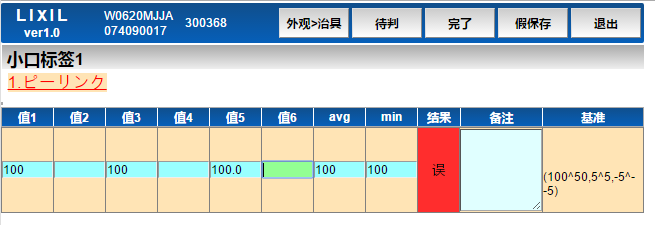 LIXIL
ver1.0
W0620MJJA
074090017
300368
外观>治具
待判
完了
假保存
退出
小口标签1
1.ピーリンク
值1 值2 值3 值4 值5 值6 avg min 结果 备注 基准
100 100 100.0 100 100 误
(100^50,5^5,-5^-
-5)